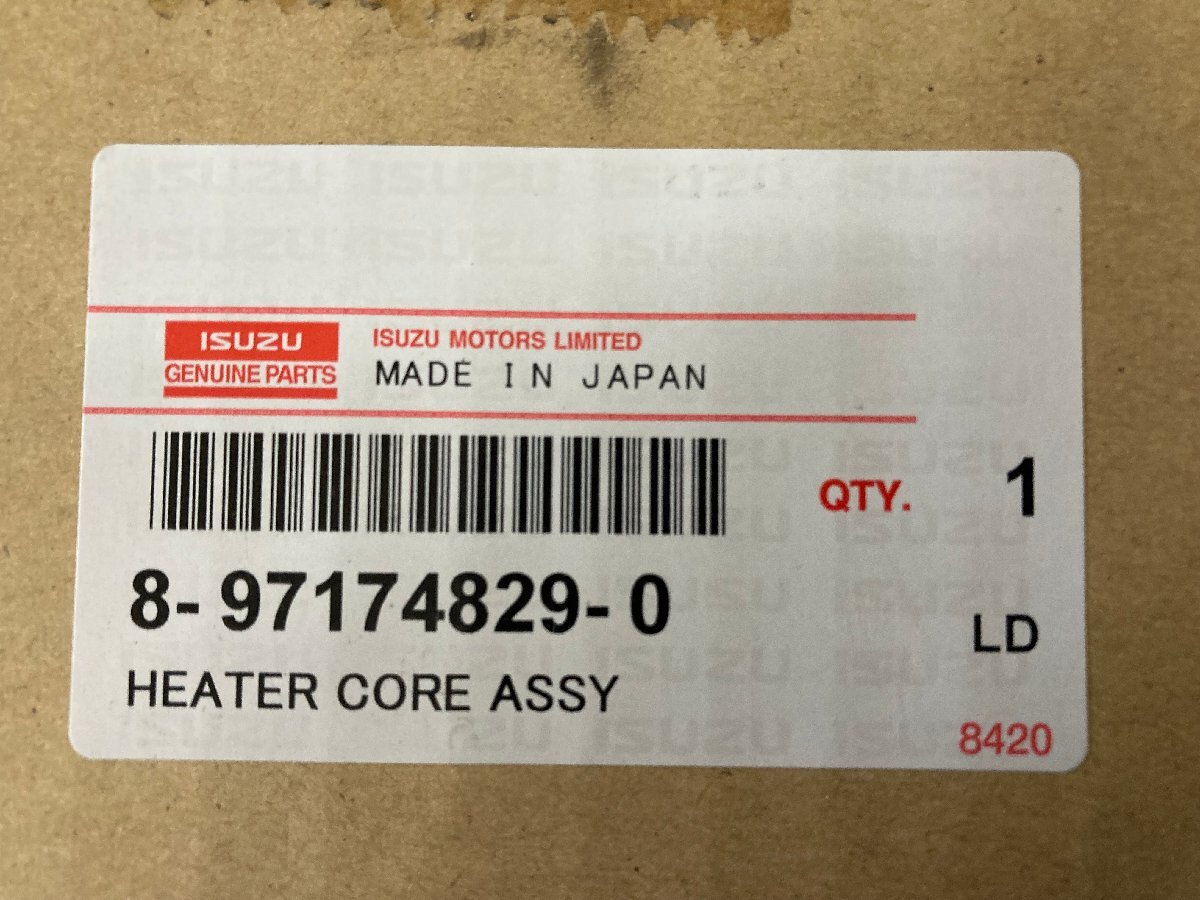 ISUZU
GENUINE PARTS
ISUZU MOTORS LIMITED
MADE IN JAPAN
QTY. 1
8-97174829-0
LD
HEATER CORE ASSY
8420